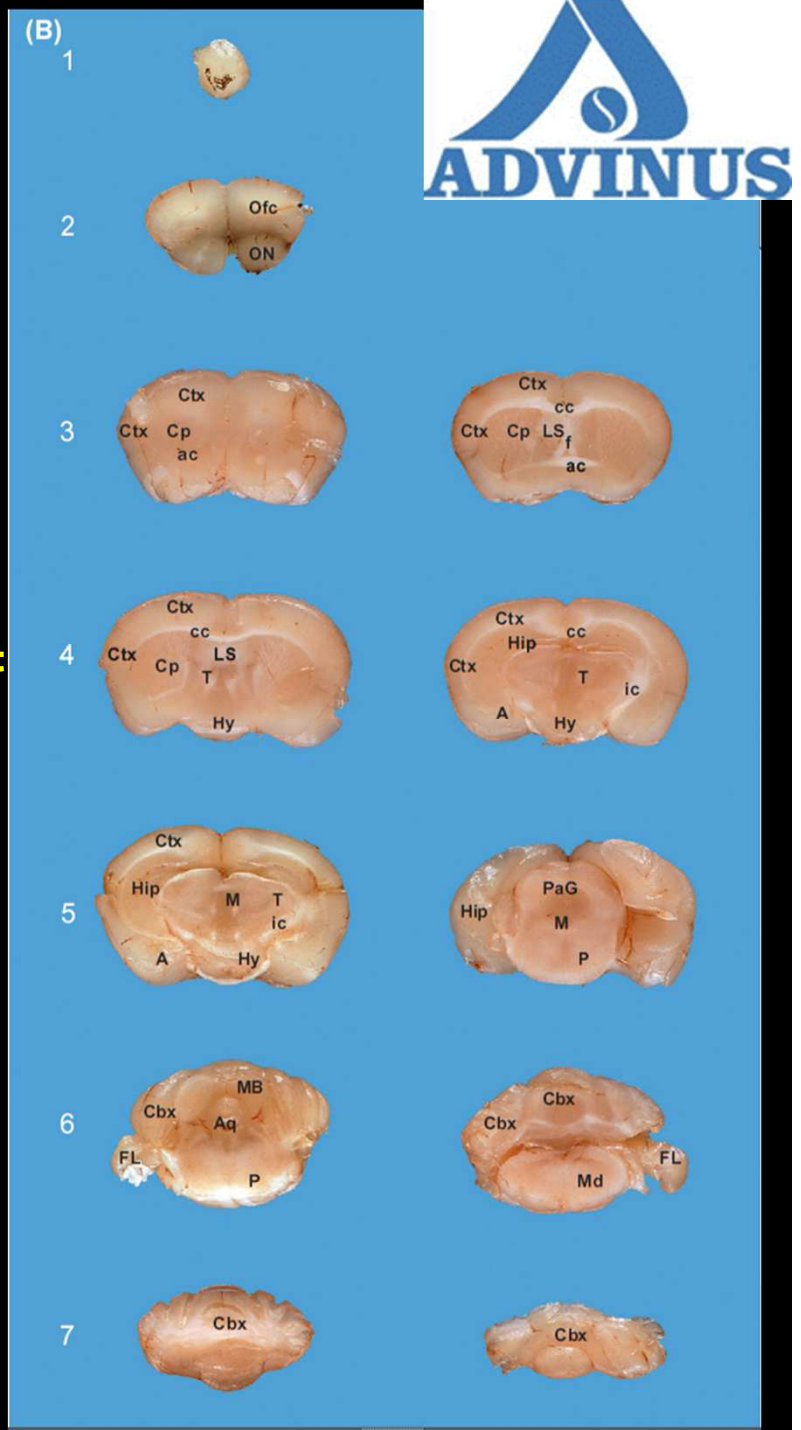 (B)
ADVINUS
1
2
Ofc
ON
3
Ctx
Ctx Cp
ac
Ctx
cc
Ctx Cp LS
f
ac
4
Ctx
cc
Ctx LS
Cp
T
Hy
Ctx
cc
Hip
Ctx
T
ic
A
Hy
5
Ctx
Hip
M T
ic
A Hy
PaG
Hip
M
P
6
MB
Cbx
Aq
FL
P
Cbx
Cbx
FL
Md
7
Cbx
Cbx